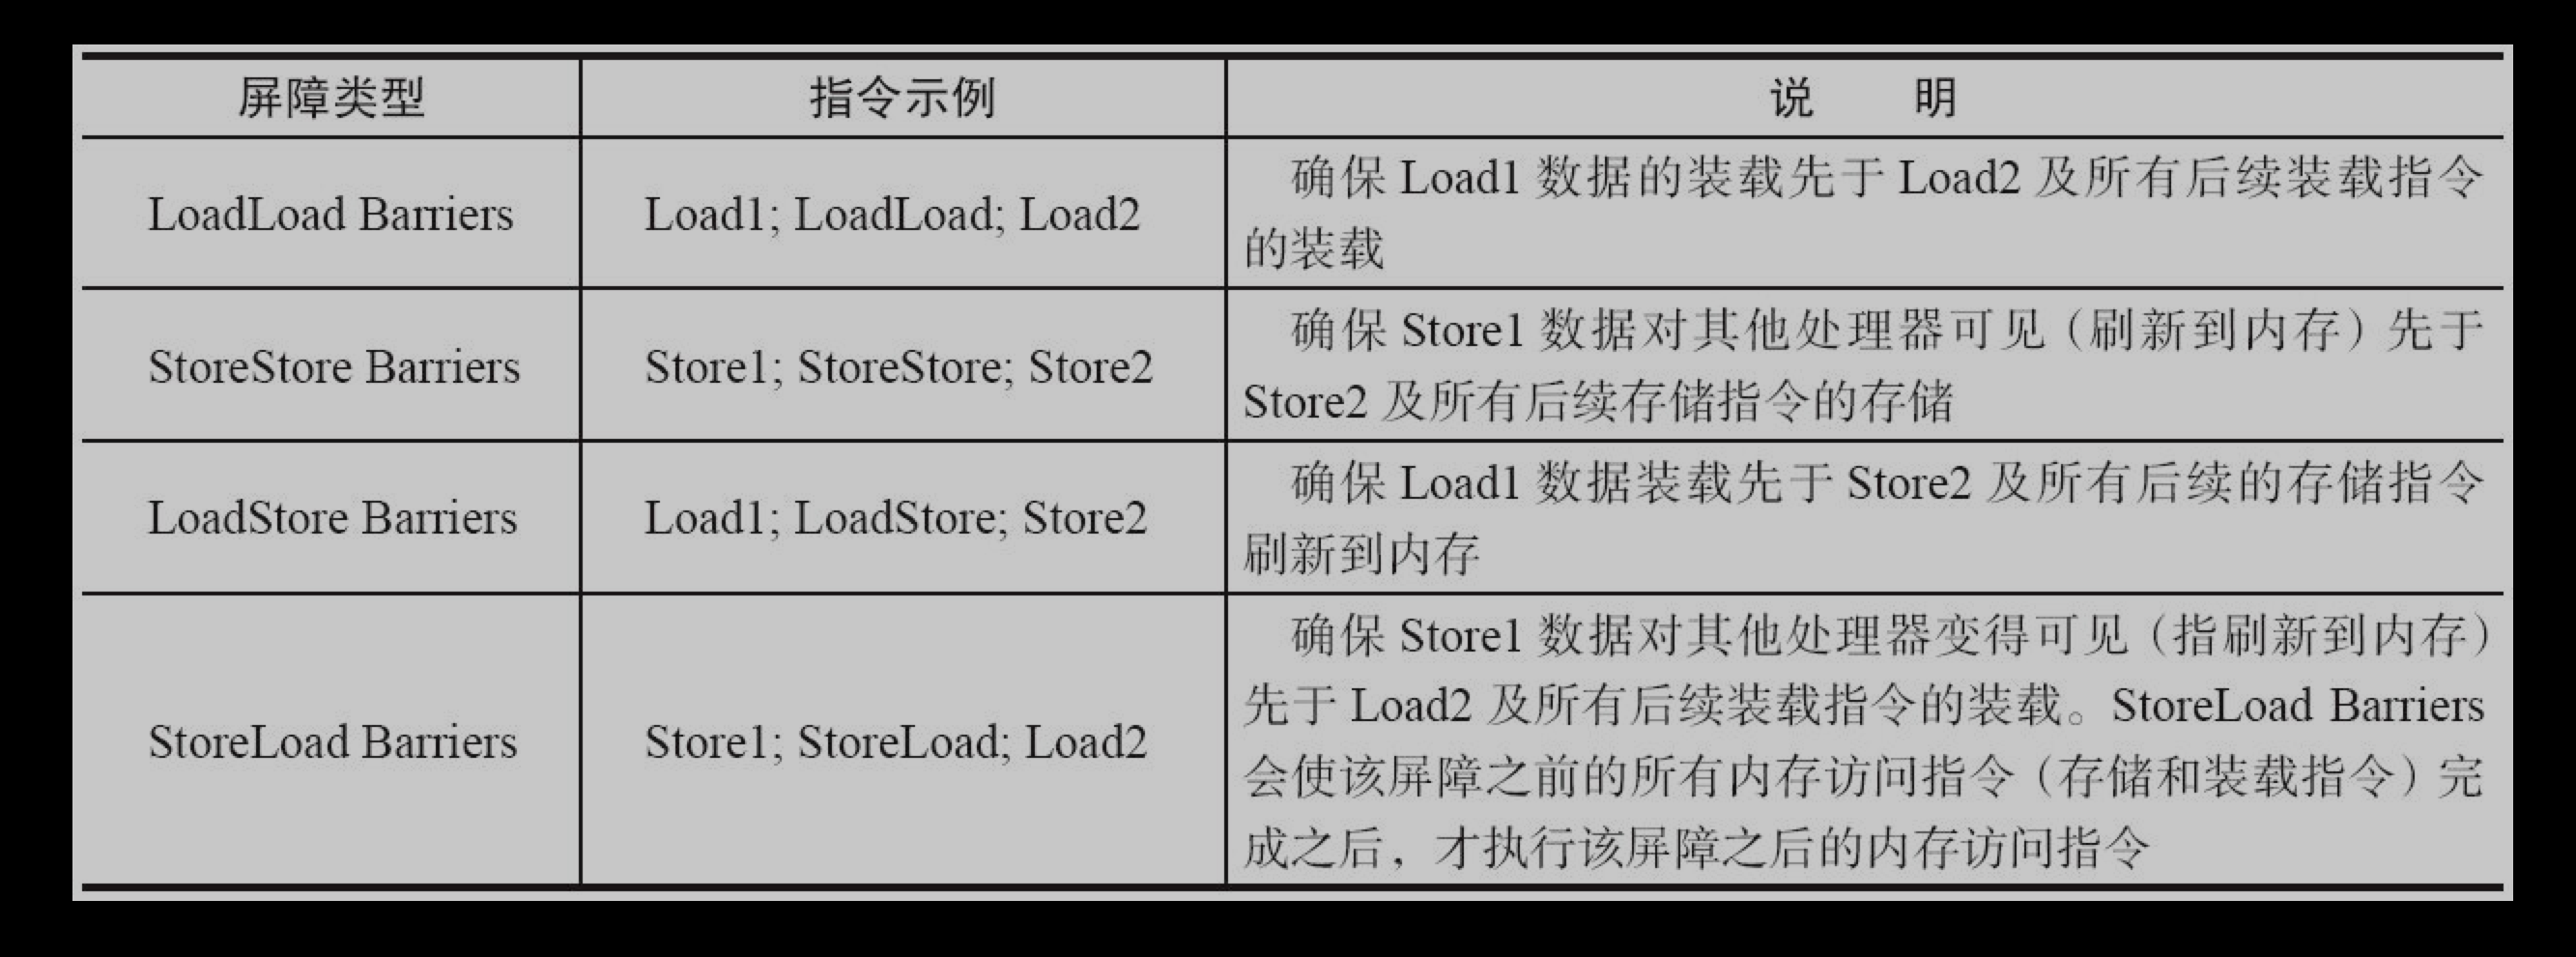 屏障类型 指令示例 说 明
LoadLoad Barriers Load1; LoadLoad; Load2 确保 Load1 数据的装载先于 Load2 及所有后续装载指令
的装载
StoreStore Barriers Store1; StoreStore; Store2 确保 Store1 数据对其他处理器可见（刷新到内存）先于
Store2 及所有后续存储指令的存储
LoadStore Barriers Load1; LoadStore; Store2 确保 Load1 数据装载先于 Store2 及所有后续的存储指令
刷新到内存
StoreLoad Barriers Store1; StoreLoad; Load2 确保 Store1 数据对其他处理器变得可见（指刷新到内存）
先于 Load2 及所有后续装载指令的装载。StoreLoad Barriers
会使该屏障之前的所有内存访问指令（存储和装载指令）完
成之后，才执行该屏障之后的内存访问指令